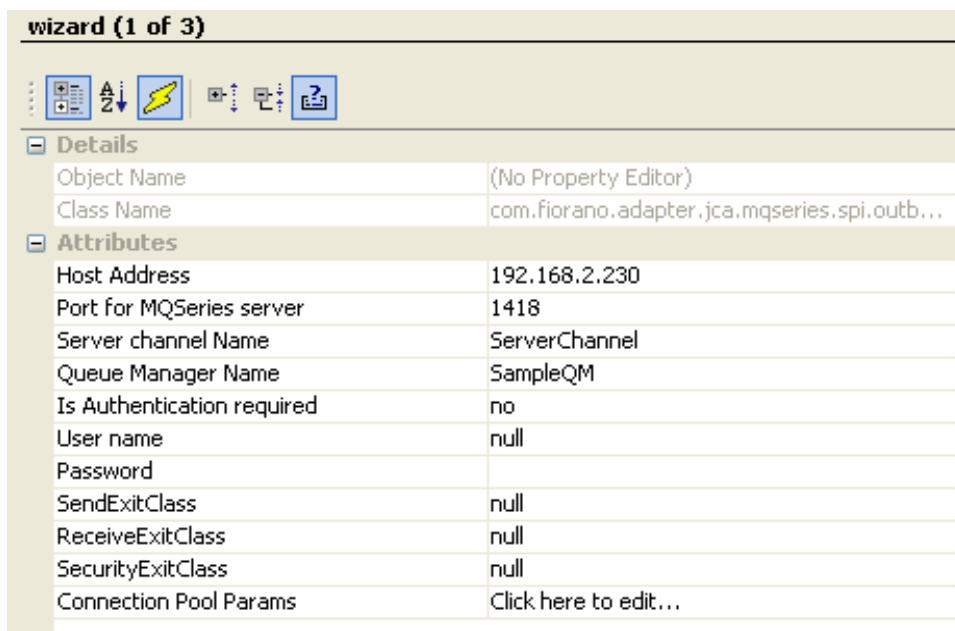 wizard (1 of 3)
A
Z
Details
Object Name (No Property Editor)
Class Name com.fiorano.adapter.jca.mqseries.spi.outb...
Attributes
Host Address 192.168.2.230
Port for MQSeries server 1418
Server channel Name ServerChannel
Queue Manager Name SampleQM
Is Authentication required no
User name null
Password
SendExitClass null
ReceiveExitClass null
SecurityExitClass null
Connection Pool Params Click here to edit...